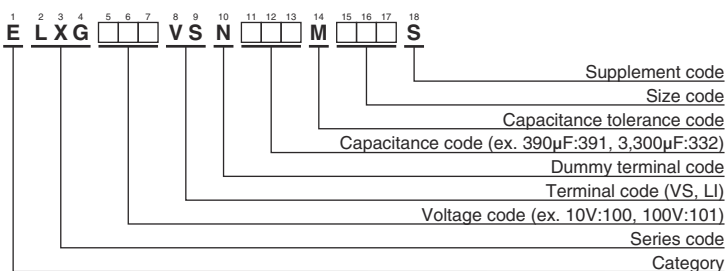 1 2 3 4 5 6 7 8 9 10 11 12 13 14 15 16 17 18
E L X G V S N M S
Supplement code
Size code
Capacitance tolerance code
Capacitance code (ex. 390µF:391, 3,300µF:332)
Dummy terminal code
Terminal code (VS, LI)
Voltage code (ex. 10V:100, 100V:101)
Series code
Category